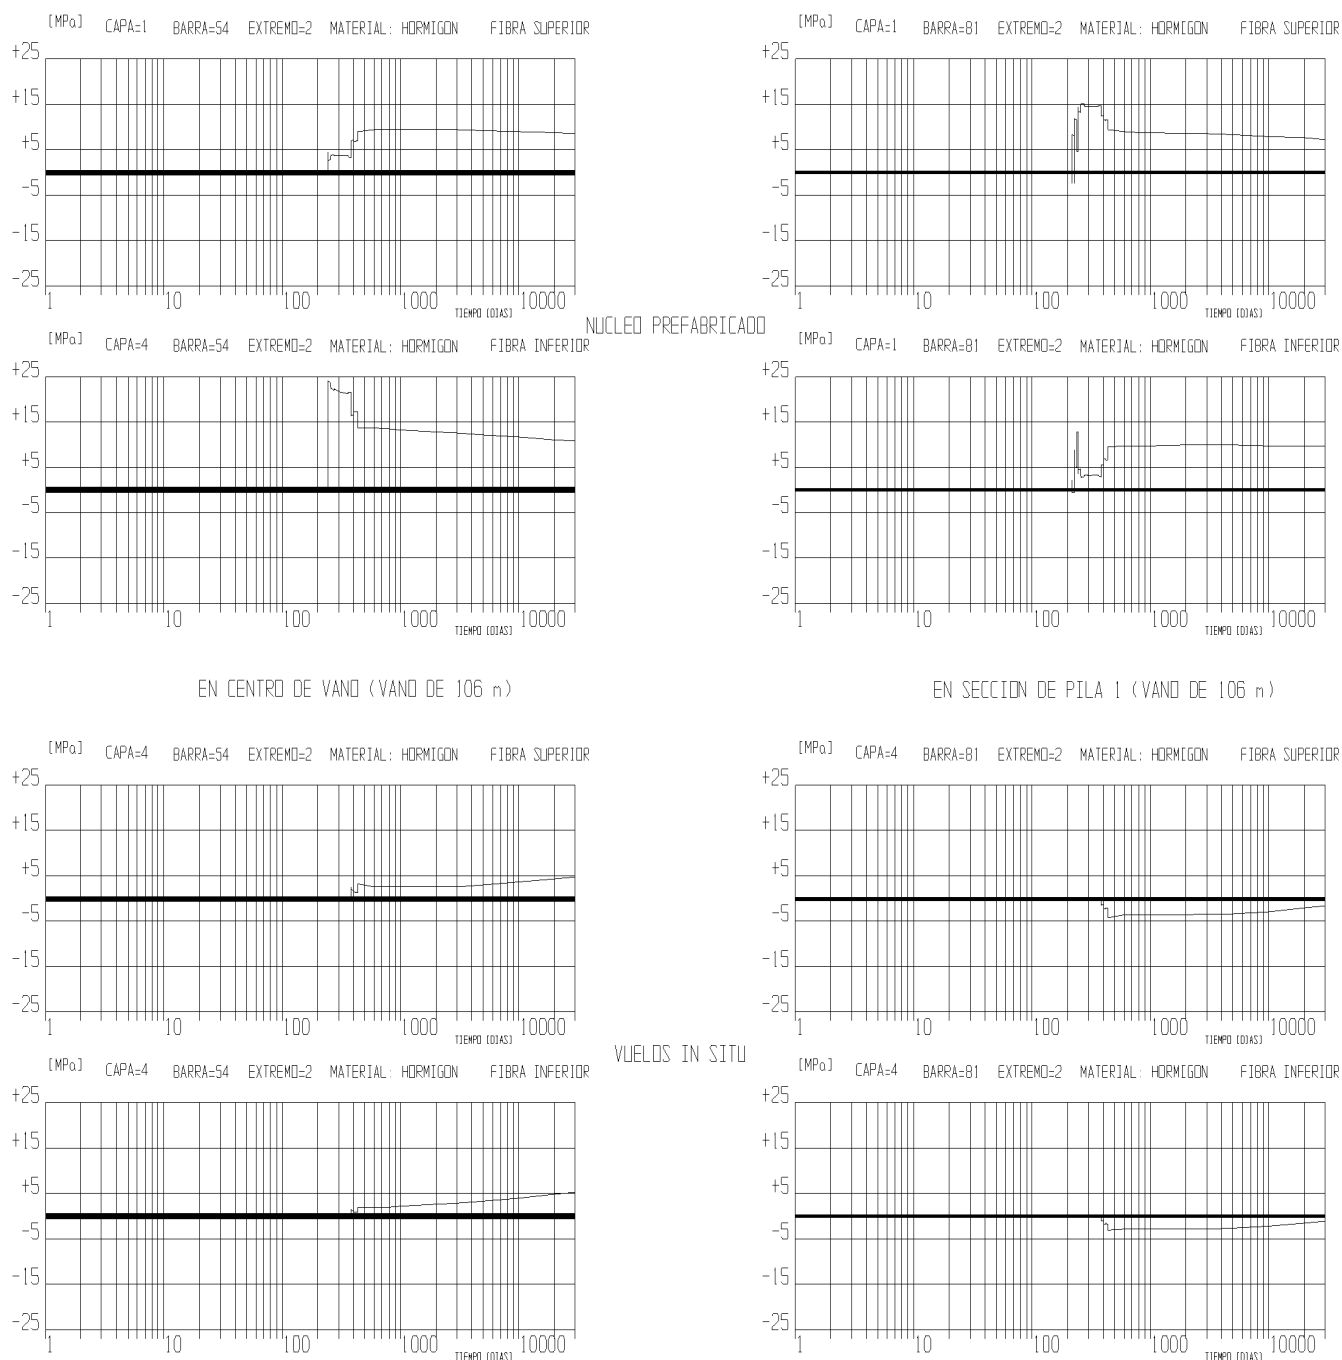 [MPa] CAPA=1 BARRA=54 EXTREMO=2 MATERIAL: HORMIGON FIBRA SUPERIOR
+25
+15
+5
-5
-15
-25
1 10 100 1000 10000
TIEMPO [DIAS]
[MPa] CAPA=1 BARRA=81 EXTREMO=2 MATERIAL: HORMIGON FIBRA SUPERIOR
+25
+15
+5
-5
-15
-25
1 10 100 1000 10000
TIEMPO [DIAS]
NUCLEO PREFABRICADO
[MPa] CAPA=4 BARRA=54 EXTREMO=2 MATERIAL: HORMIGON FIBRA INFERIOR
+25
+15
+5
-5
-15
-25
1 10 100 1000 10000
TIEMPO [DIAS]
[MPa] CAPA=1 BARRA=81 EXTREMO=2 MATERIAL: HORMIGON FIBRA INFERIOR
+25
+15
+5
-5
-15
-25
1 10 100 1000 10000
TIEMPO [DIAS]
EN CENTRO DE VANO (VANO DE 106 m)
EN SECCION DE PILA 1 (VANO DE 106 m)
[MPa] CAPA=4 BARRA=54 EXTREMO=2 MATERIAL: HORMIGON FIBRA SUPERIOR
+25
+15
+5
-5
-15
-25
1 10 100 1000 10000
TIEMPO [DIAS]
[MPa] CAPA=4 BARRA=81 EXTREMO=2 MATERIAL: HORMIGON FIBRA SUPERIOR
+25
+15
+5
-5
-15
-25
1 10 100 1000 10000
TIEMPO [DIAS]
VUELOS IN SITU
[MPa] CAPA=4 BARRA=54 EXTREMO=2 MATERIAL: HORMIGON FIBRA INFERIOR
+25
+15
+5
-5
-15
-25
1 10 100 1000 10000
TIEMPO [DIAS]
[MPa] CAPA=4 BARRA=81 EXTREMO=2 MATERIAL: HORMIGON FIBRA INFERIOR
+25
+15
+5
-5
-15
-25
1 10 100 1000 10000
TIEMPO [DIAS]